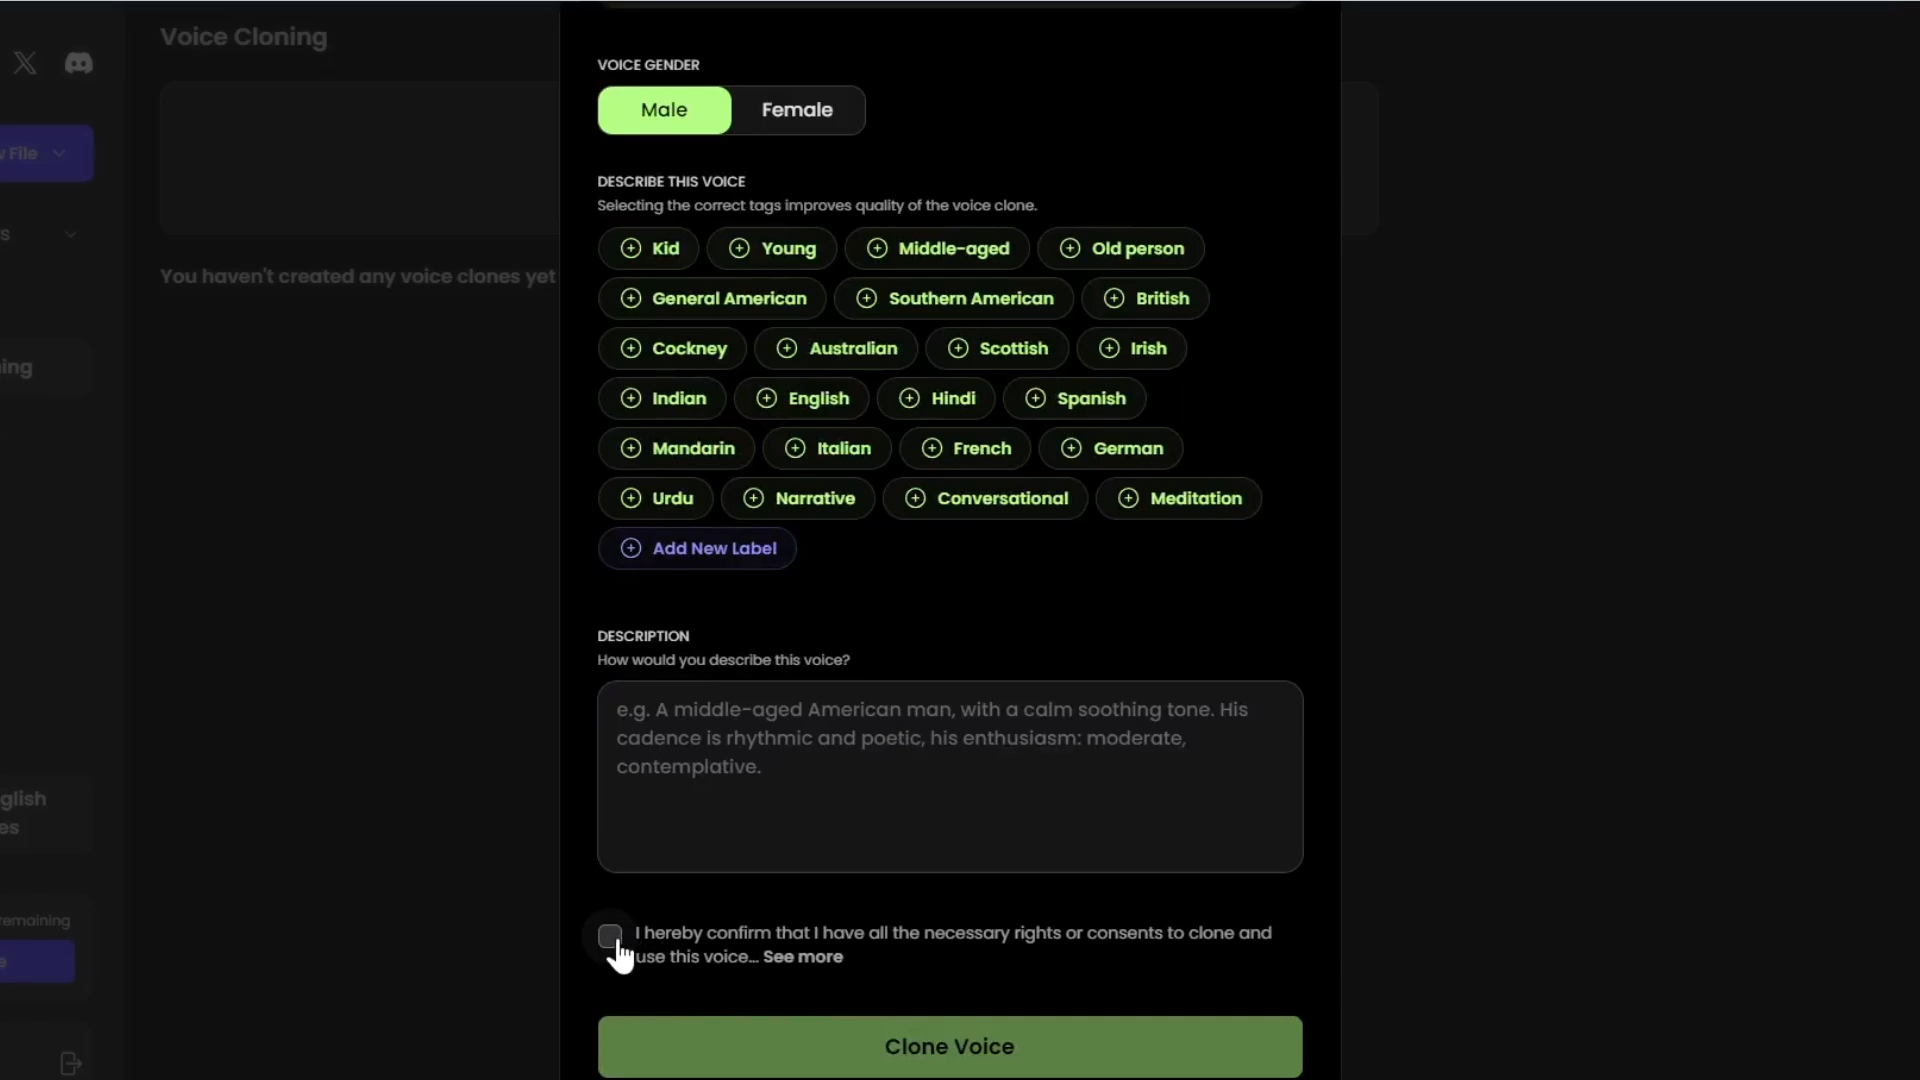 Voice Cloning
File
s
ing
glish
es
remaining
e
You haven't created any voice clones yet
VOICE GENDER
Male Female
DESCRIBE THIS VOICE
Selecting the correct tags improves quality of the voice clone.
Kid Young Middle-aged Old person
General American Southern American British
Cockney Australian Scottish Irish
Indian English Hindi Spanish
Mandarin Italian French German
Urdu Narrative Conversational Meditation
Add New Label
DESCRIPTION
How would you describe this voice?
e.g. A middle-aged American man, with a calm soothing tone. His
cadence is rhythmic and poetic, his enthusiasm: moderate,
contemplative.
I hereby confirm that I have all the necessary rights or consents to clone and
use this voice... See more
Clone Voice